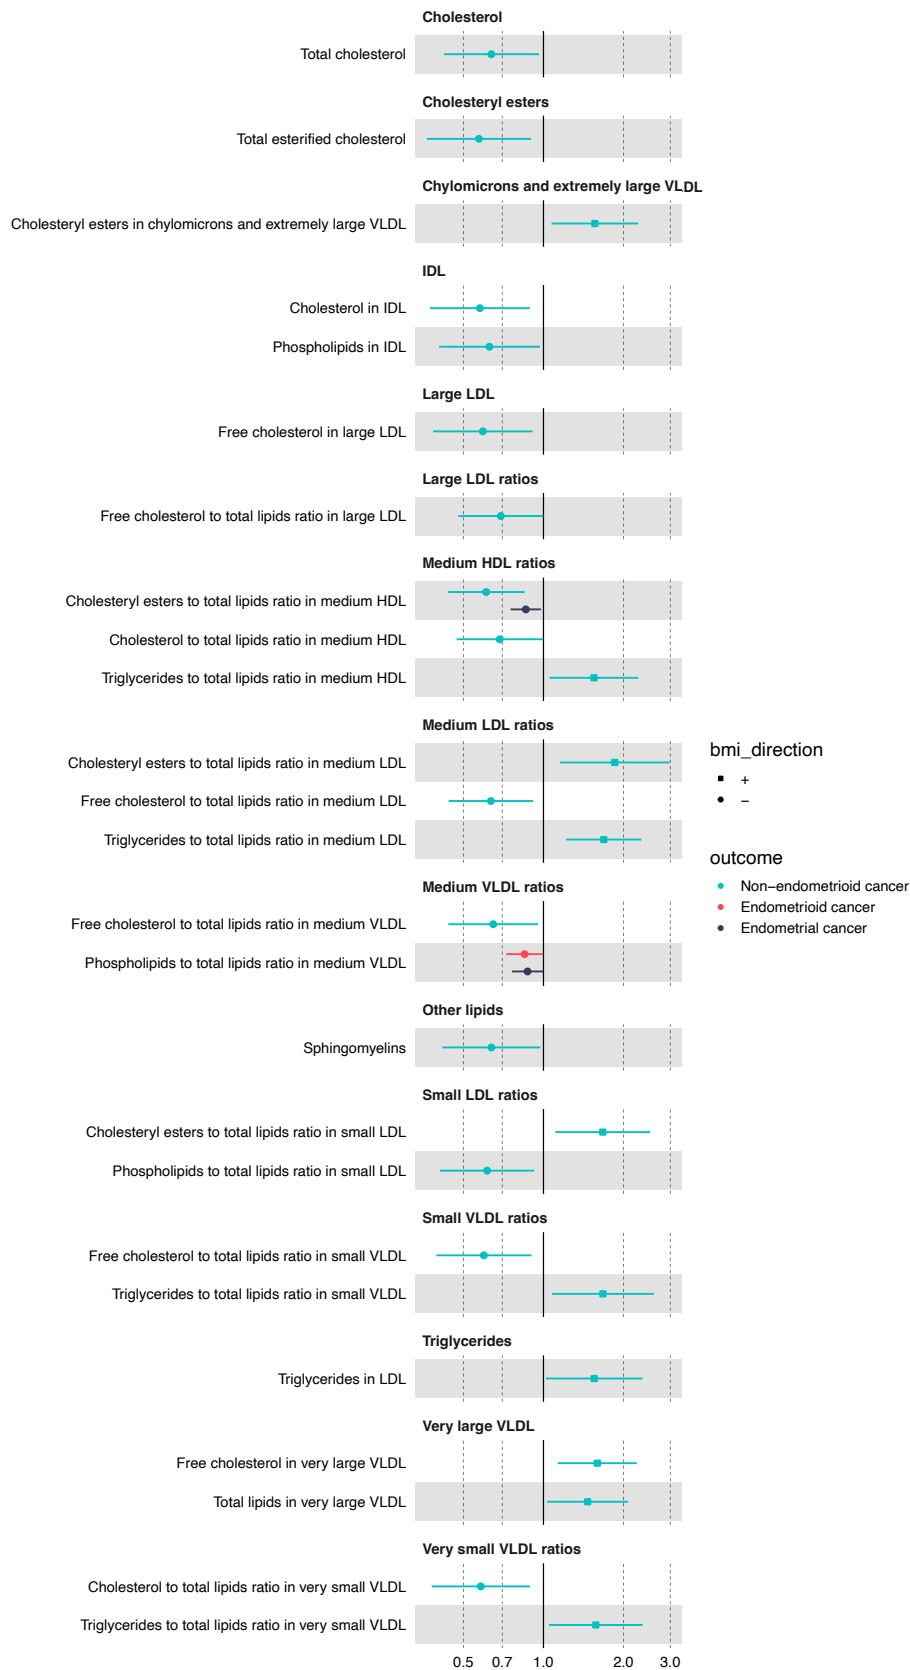 Cholesterol
Total cholesterol
Cholesteryl esters
Total esterified cholesterol
Chylomicrons and extremely large VLDL
Cholesteryl esters in chylomicrons and extremely large VLDL
IDL
Cholesterol in IDL
Phospholipids in IDL
Large LDL
Free cholesterol in large LDL
Large LDL ratios
Free cholesterol to total lipids ratio in large LDL
Medium HDL ratios
Cholesteryl esters to total lipids ratio in medium HDL
Cholesterol to total lipids ratio in medium HDL
Triglycerides to total lipids ratio in medium HDL
Medium LDL ratios
Cholesteryl esters to total lipids ratio in medium LDL
Free cholesterol to total lipids ratio in medium LDL
Triglycerides to total lipids ratio in medium LDL
Medium VLDL ratios
Free cholesterol to total lipids ratio in medium VLDL
Phospholipids to total lipids ratio in medium VLDL
Other lipids
Sphingomyelins
Small LDL ratios
Cholesteryl esters to total lipids ratio in small LDL
Phospholipids to total lipids ratio in small LDL
Small VLDL ratios
Free cholesterol to total lipids ratio in small VLDL
Triglycerides to total lipids ratio in small VLDL
Triglycerides
Triglycerides in LDL
Very large VLDL
Free cholesterol in very large VLDL
Total lipids in very large VLDL
Very small VLDL ratios
Cholesterol to total lipids ratio in very small VLDL
Triglycerides to total lipids ratio in very small VLDL
0.5 0.7 1.0 2.0 3.0
bmi_direction
+
−
outcome
Non−endometrioid cancer
Endometrioid cancer
Endometrial cancer